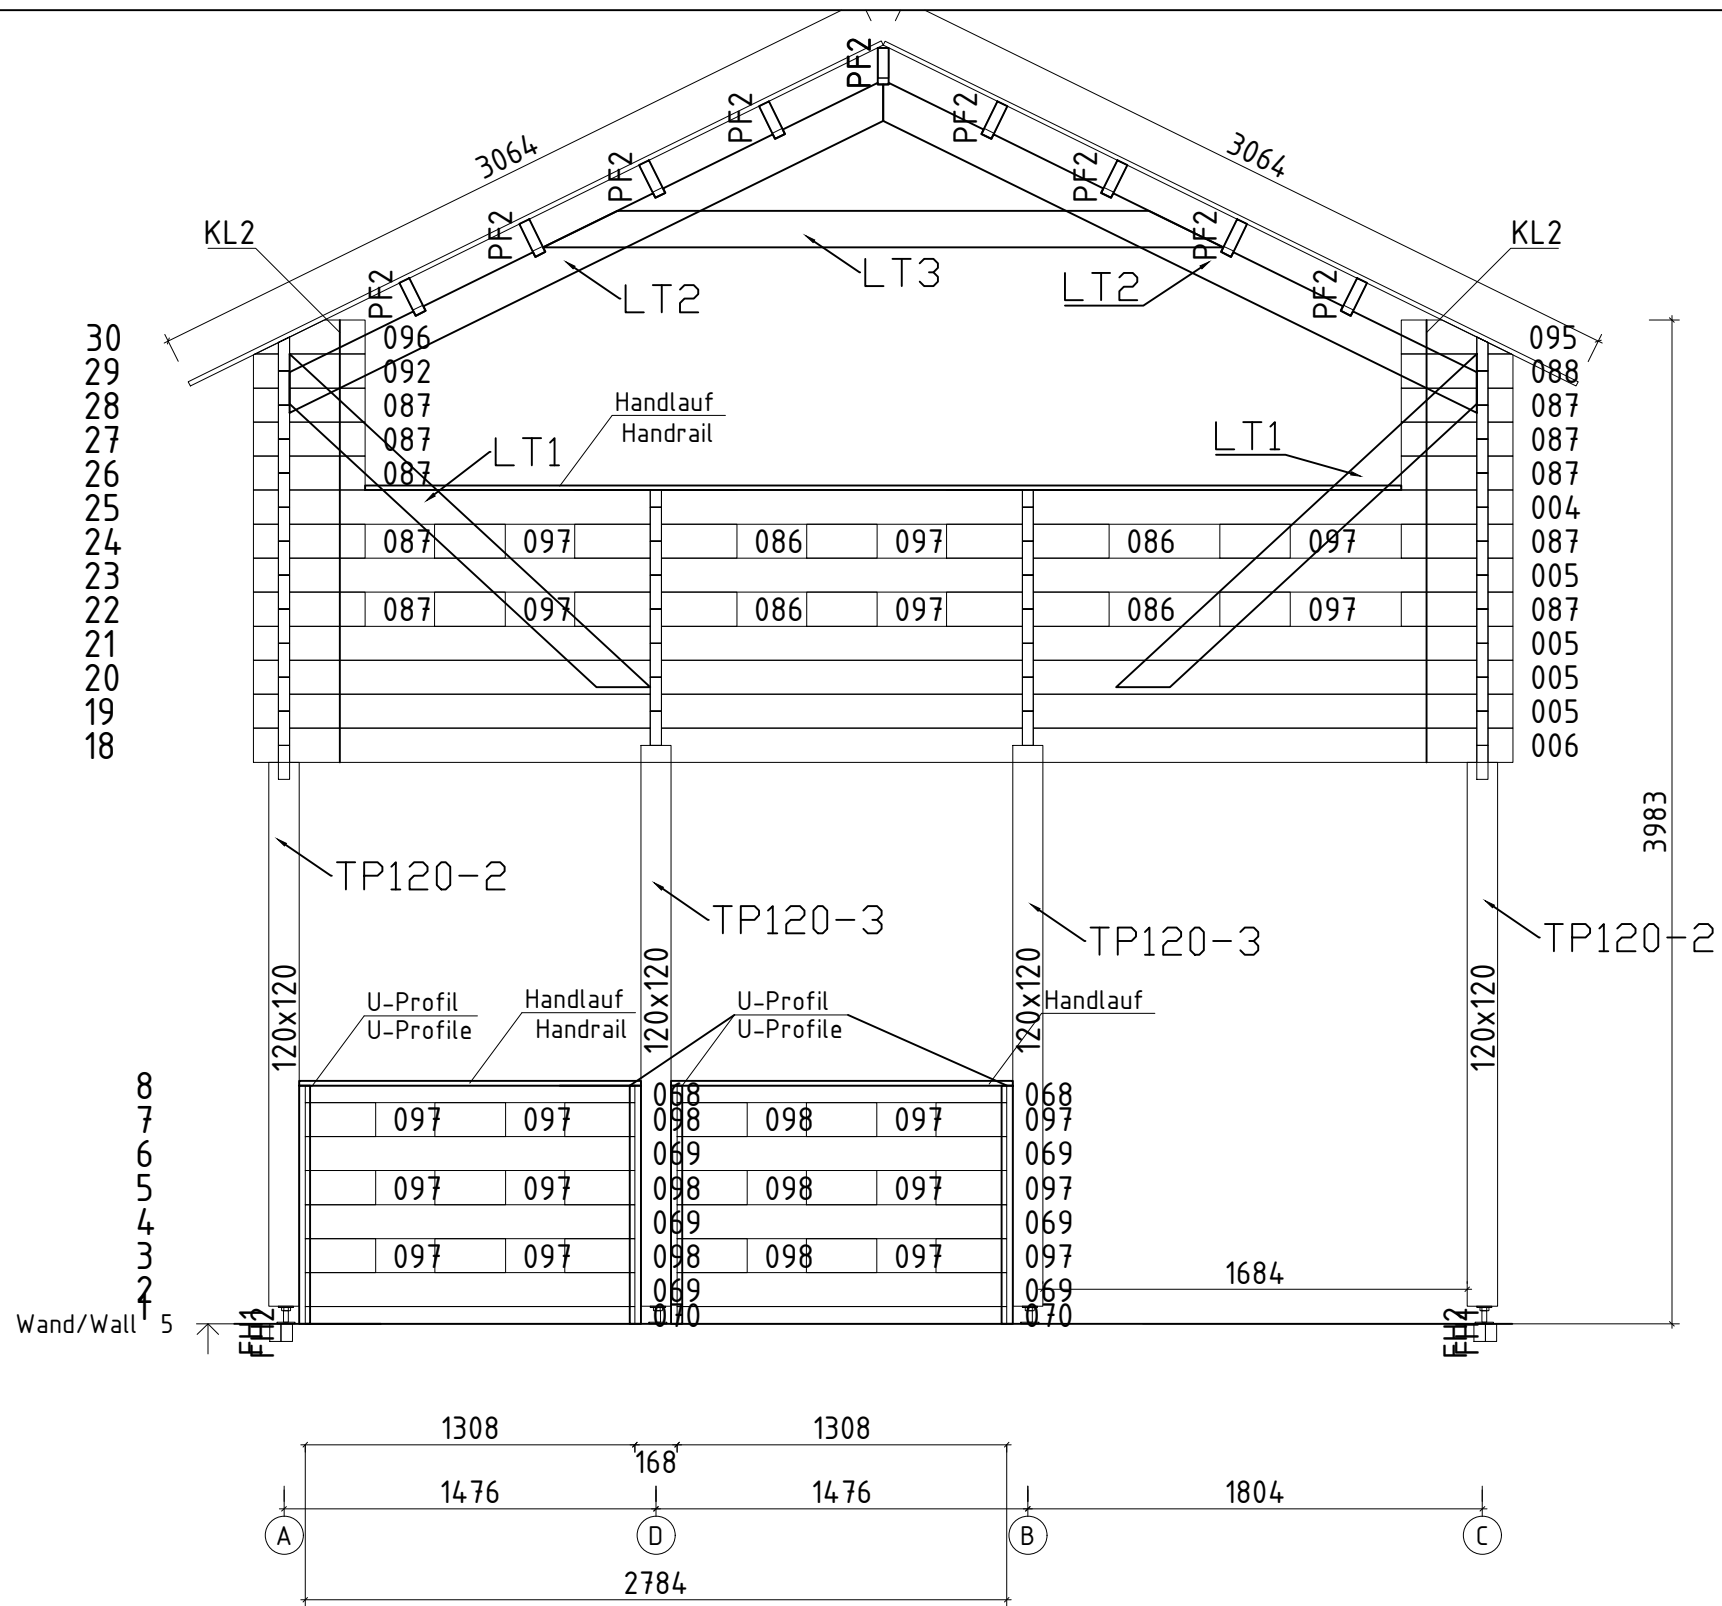 PF2
PF2 PF2
3064 3064
PF2 PF2
KL2 PF2 PF2 KL2
LT3
LT2 LT2
PF2 PF2
30 096 095
29 092 088
28 087 Handlauf 087
27 087 Handrail LT1 087
LT1
26 087 087
25 004
24 087 097 086 097 086 097 087
23 005
22 087 097 086 097 086 097 087
21 005
20 005
19 005
18 006
3983
TP120-2
TP120-3
TP120-3
TP120-2
120x120 120x120 120x120 120x120
U-Profil Handlauf U-Profil Handlauf
U-Profile Handrail U-Profile
8 068 068
7 097 097 098 098 097 097
6 069 069
5 097 097 098 098 097 097
4 069 069
3 097 097 098 098 097 097
1684
2 069 069
1 070 070
Wand/Wall 5
FH1 FH2 FH2
1308 1308
168
1476 1476 1804
A D B C
2784